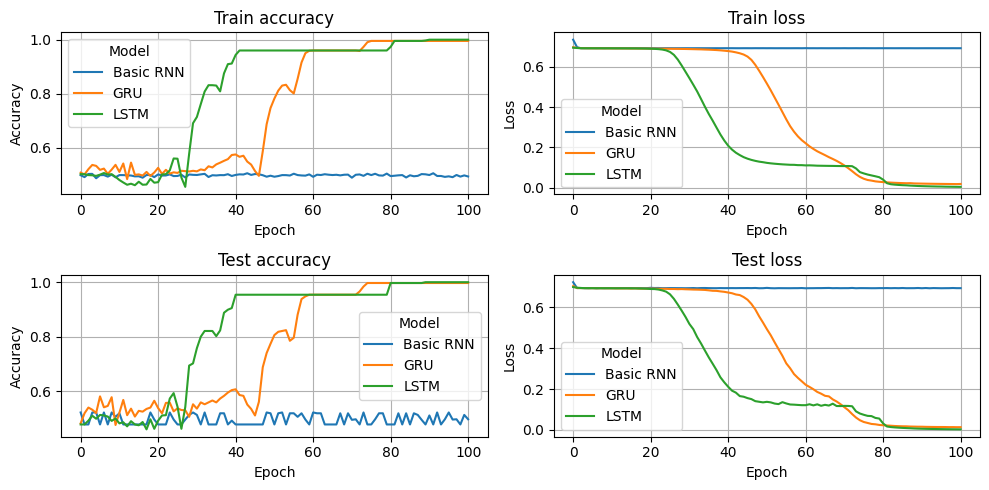 Train accuracy
1.0
0.8
0.6
Accuracy
Model
Basic RNN
GRU
LSTM
0 20 40 60 80 100
Epoch
Train loss
0.6
0.4
0.2
0.0
Loss
Model
Basic RNN
GRU
LSTM
0 20 40 60 80 100
Epoch
Test accuracy
1.0
0.8
0.6
Accuracy
Model
Basic RNN
GRU
LSTM
0 20 40 60 80 100
Epoch
Test loss
0.6
0.4
0.2
0.0
Loss
Model
Basic RNN
GRU
LSTM
0 20 40 60 80 100
Epoch